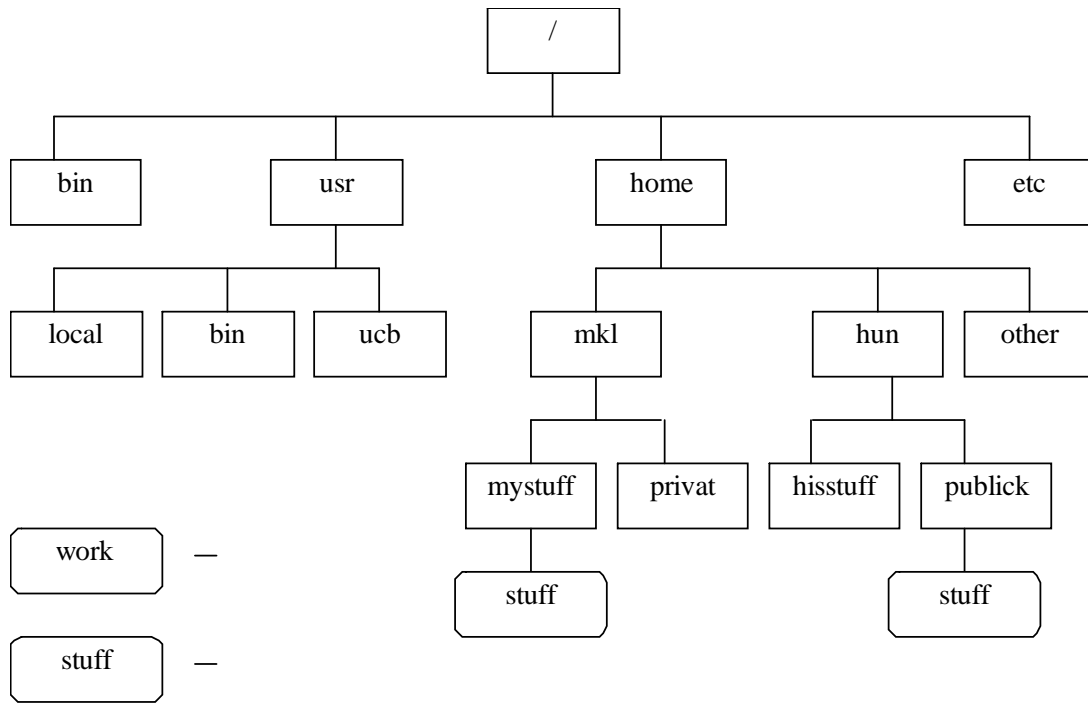 /
bin usr home etc
local bin ucb mkl hun other
mystuff privat hisstuff publick
work —
stuff stuff
stuff —